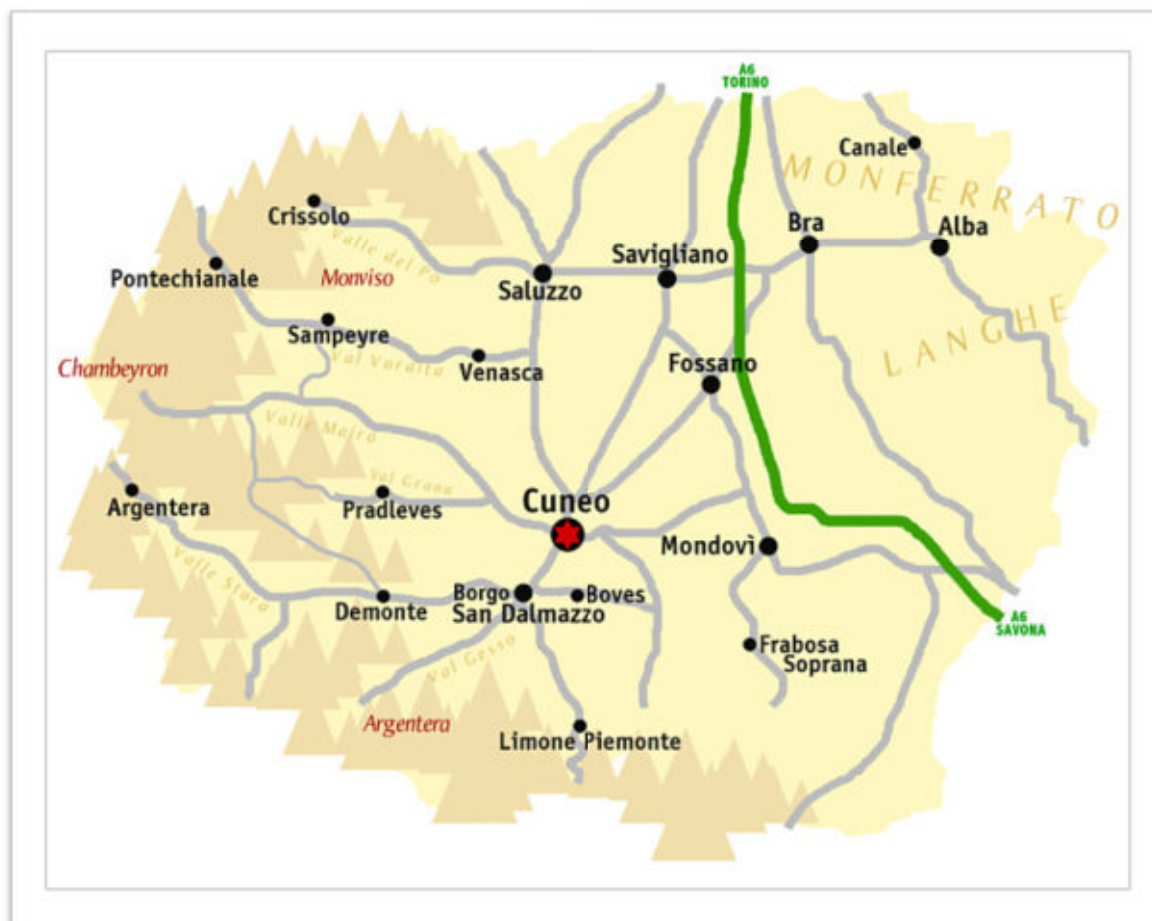 A6
TORINO
Canale
MONFERRATO
Crissolo
Bra
Alba
Valle del Po
Savigliano
Pontechianale
Monviso
Saluzzo
LANGHE
Sampeyre
Val Varaita
Venasca
Fossano
Chambeyron
Valle Maira
Val Grana
Argentera
Pradleves
Cuneo
Mondovì
Valle Stura
Demonte
Borgo
San Dalmazzo
Boves
A6
SAVONA
Val Gesso
Frabosa
Soprana
Argentera
Limone Piemonte